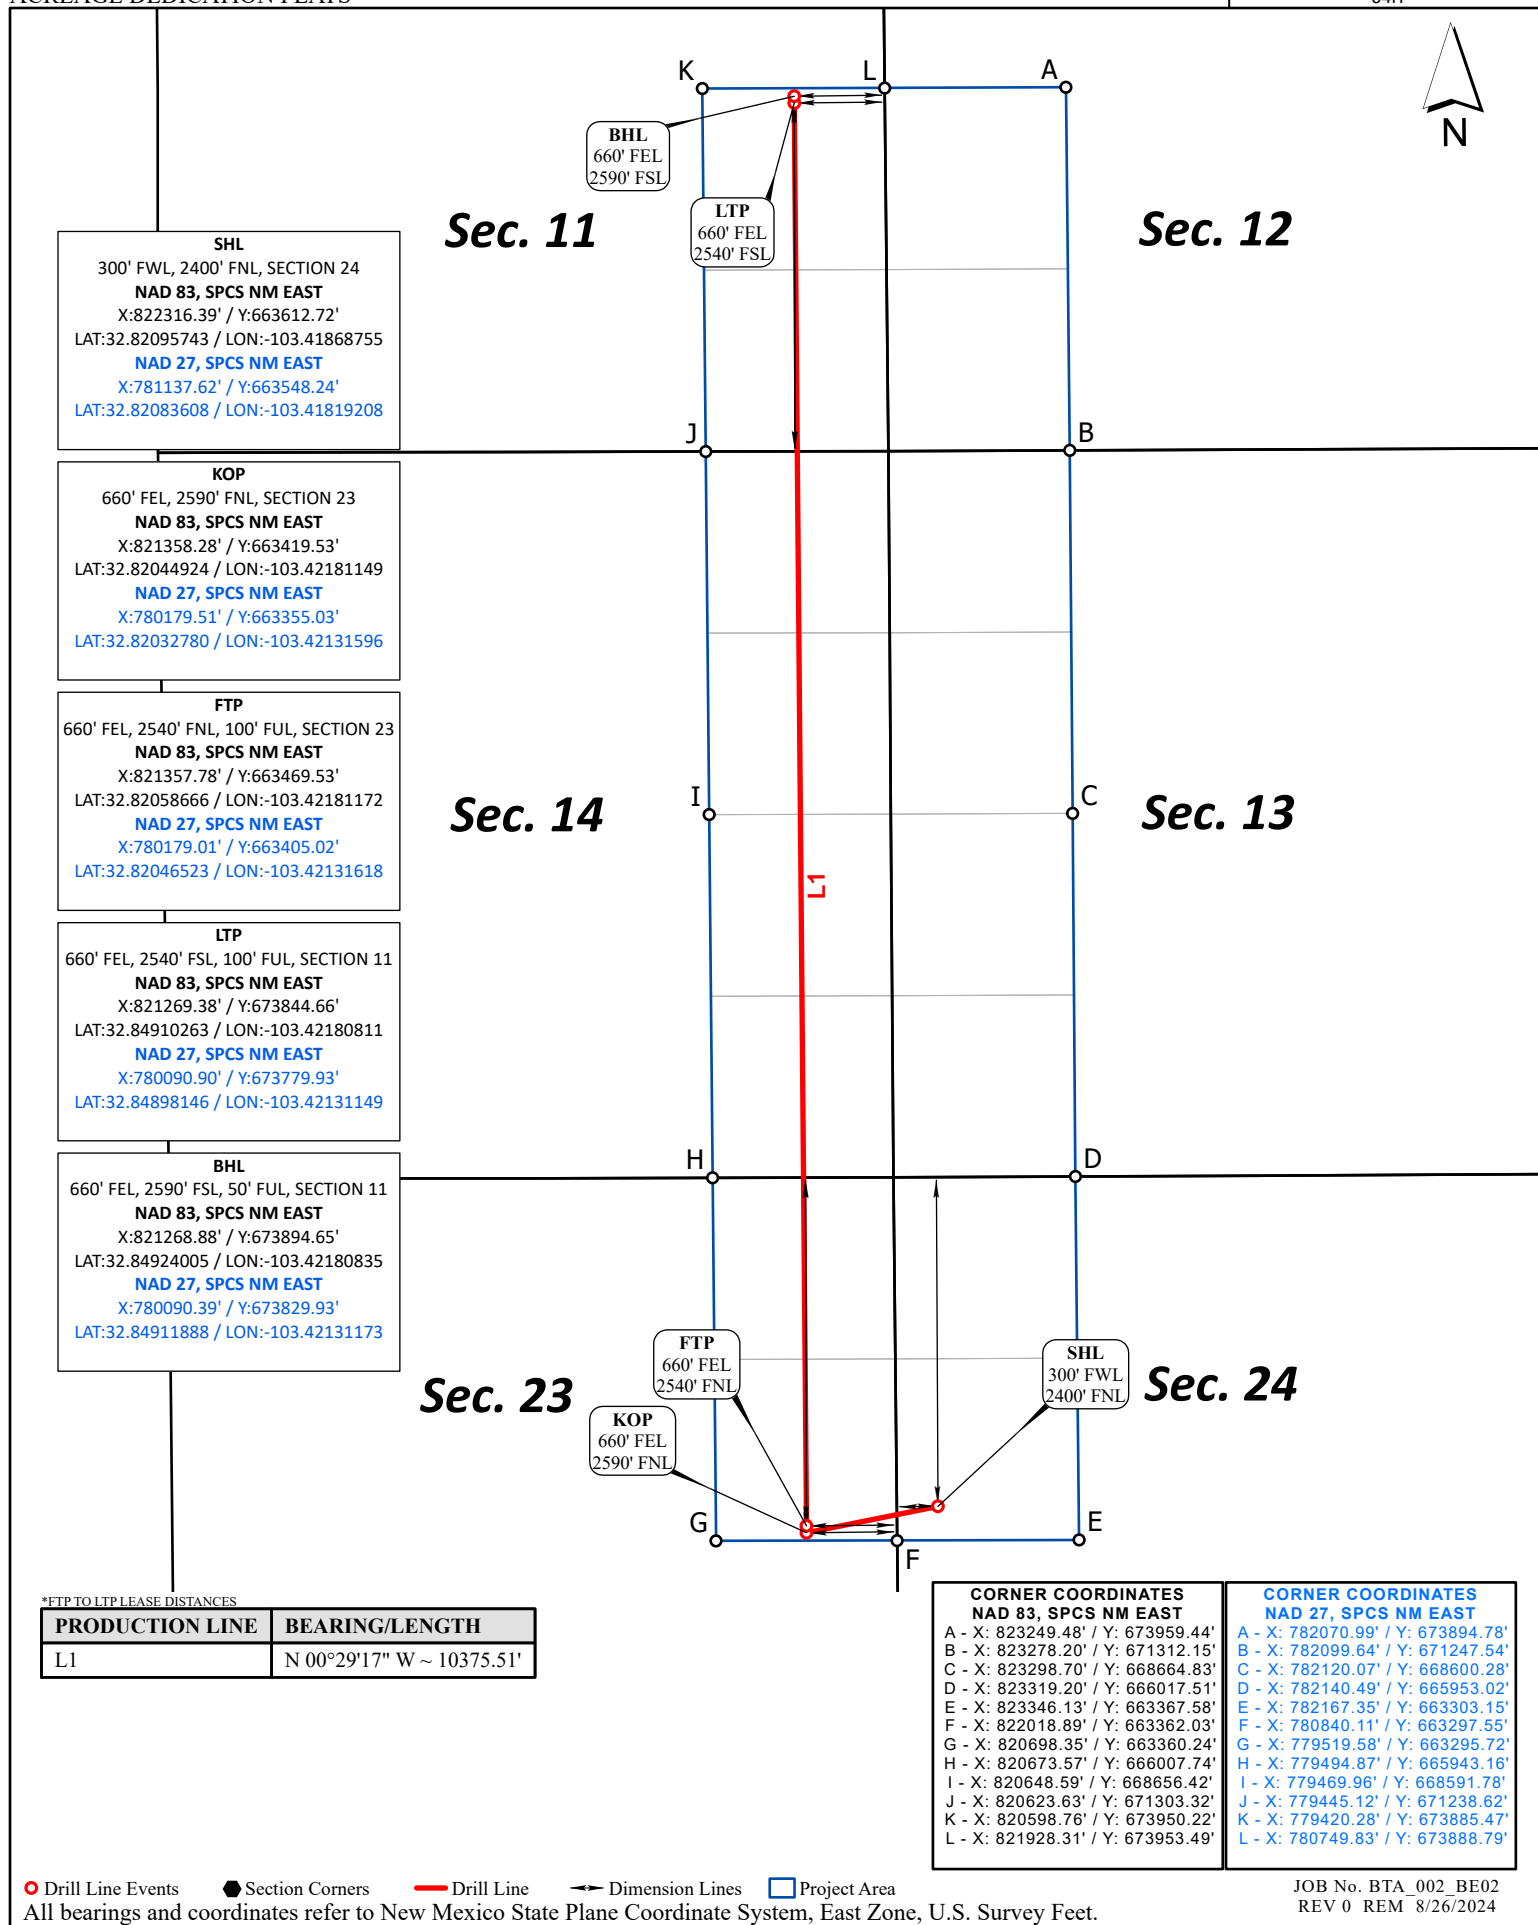 K
L
A
N
BHL
660' FEL
2590' FSL
LTP
660' FEL
2540' FSL
Sec. 11
Sec. 12
SHL
300' FWL, 2400' FNL, SECTION 24
NAD 83, SPCS NM EAST
X:822316.39' / Y:663612.72'
LAT:32.82095743 / LON:-103.41868755
NAD 27, SPCS NM EAST
X:781137.62' / Y:663548.24'
LAT:32.82083608 / LON:-103.41819208
J
B
KOP
660' FEL, 2590' FNL, SECTION 23
NAD 83, SPCS NM EAST
X:821358.28' / Y:663419.53'
LAT:32.82044924 / LON:-103.42181149
NAD 27, SPCS NM EAST
X:780179.51' / Y:663355.03'
LAT:32.82032780 / LON:-103.42131596
FTP
660' FEL, 2540' FNL, 100' FUL, SECTION 23
NAD 83, SPCS NM EAST
X:821357.78' / Y:663469.53'
LAT:32.82058666 / LON:-103.42181172
NAD 27, SPCS NM EAST
X:780179.01' / Y:663405.02'
LAT:32.82046523 / LON:-103.42131618
I
C
Sec. 14
Sec. 13
L1
LTP
660' FEL, 2540' FSL, 100' FUL, SECTION 11
NAD 83, SPCS NM EAST
X:821269.38' / Y:673844.66'
LAT:32.84910263 / LON:-103.42180811
NAD 27, SPCS NM EAST
X:780090.90' / Y:673779.93'
LAT:32.84898146 / LON:-103.42131149
H
D
BHL
660' FEL, 2590' FSL, 50' FUL, SECTION 11
NAD 83, SPCS NM EAST
X:821268.88' / Y:673894.65'
LAT:32.84924005 / LON:-103.42180835
NAD 27, SPCS NM EAST
X:780090.39' / Y:673829.93'
LAT:32.84911888 / LON:-103.42131173
FTP
660' FEL
2540' FNL
SHL
300' FWL
2400' FNL
Sec. 23
Sec. 24
KOP
660' FEL
2590' FNL
G
F
E
*FTP TO LTP LEASE DISTANCES
PRODUCTION LINE BEARING/LENGTH
L1 N 00°29'17" W ~ 10375.51'
CORNER COORDINATES
NAD 83, SPCS NM EAST
A - X: 823249.48' / Y: 673959.44'
B - X: 823278.20' / Y: 671312.15'
C - X: 823298.70' / Y: 668664.83'
D - X: 823319.20' / Y: 666017.51'
E - X: 823346.13' / Y: 663367.58'
F - X: 822018.89' / Y: 663362.03'
G - X: 820698.35' / Y: 663360.24'
H - X: 820673.57' / Y: 666007.74'
I - X: 820648.59' / Y: 668656.42'
J - X: 820623.63' / Y: 671303.32'
K - X: 820598.76' / Y: 673950.22'
L - X: 821928.31' / Y: 673953.49'
CORNER COORDINATES
NAD 27, SPCS NM EAST
A - X: 782070.99' / Y: 673894.78'
B - X: 782099.64' / Y: 671247.54'
C - X: 782120.07' / Y: 668600.28'
D - X: 782140.49' / Y: 665953.02'
E - X: 782167.35' / Y: 663303.15'
F - X: 780840.11' / Y: 663297.55'
G - X: 779519.58' / Y: 663295.72'
H - X: 779494.87' / Y: 665943.16'
I - X: 779469.96' / Y: 668591.78'
J - X: 779445.12' / Y: 671238.62'
K - X: 779420.28' / Y: 673885.47'
L - X: 780749.83' / Y: 673888.79'
Drill Line Events Section Corners Drill Line Dimension Lines Project Area
All bearings and coordinates refer to New Mexico State Plane Coordinate System, East Zone, U.S. Survey Feet.
JOB No. BTA_002_BE02
REV 0 REM 8/26/2024